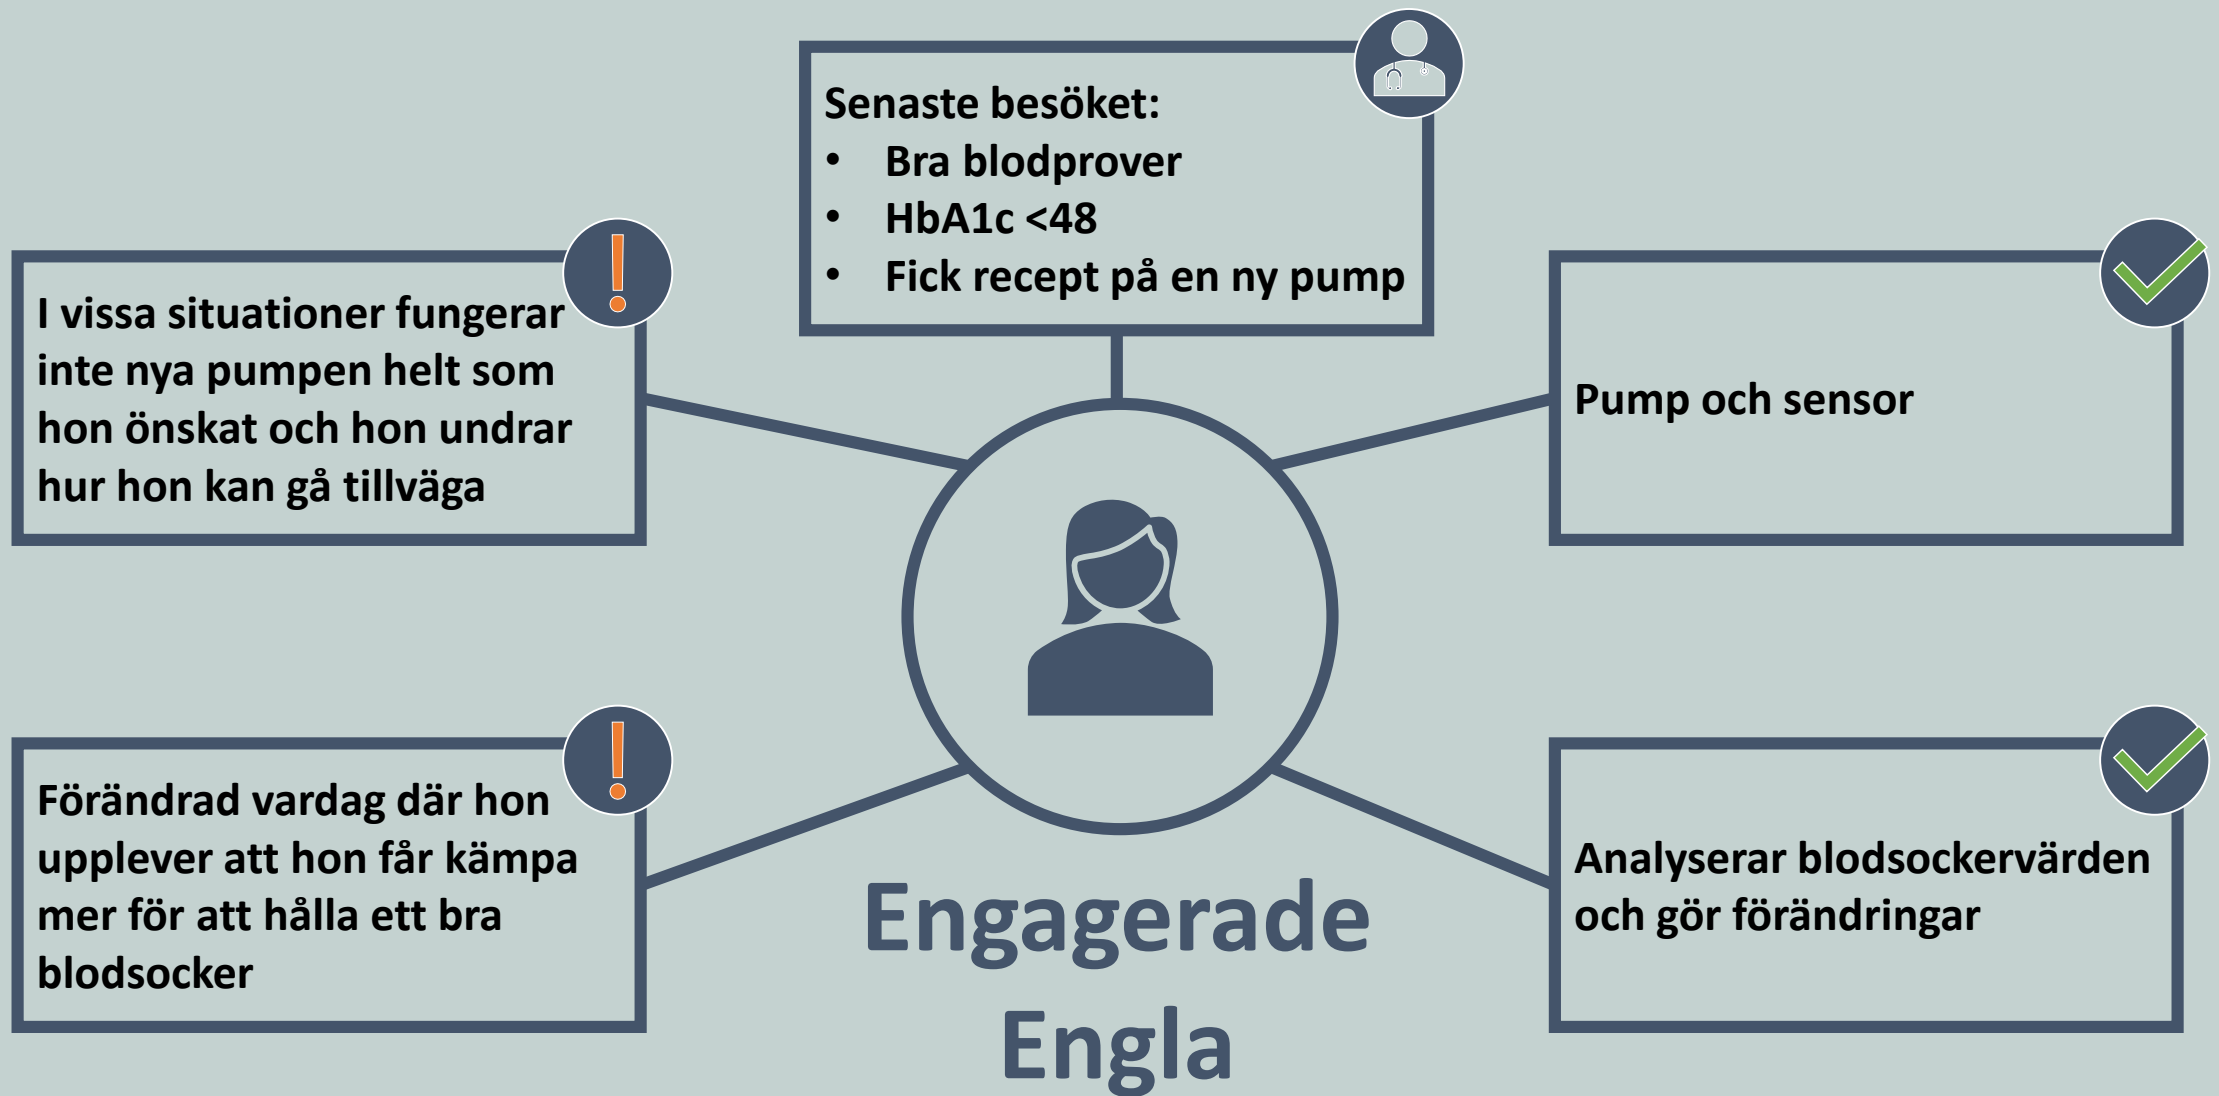 Senaste besöket:
• Bra blodprover
• HbA1c <48
• Fick recept på en ny pump
I vissa situationer fungerar
inte nya pumpen helt som
hon önskat och hon undrar
hur hon kan gå tillväga
Pump och sensor
Förändrad vardag där hon
upplever att hon får kämpa
mer för att hålla ett bra
blodsocker
Analyserar blodsockervärden
och gör förändringar
Engagerade
Engla